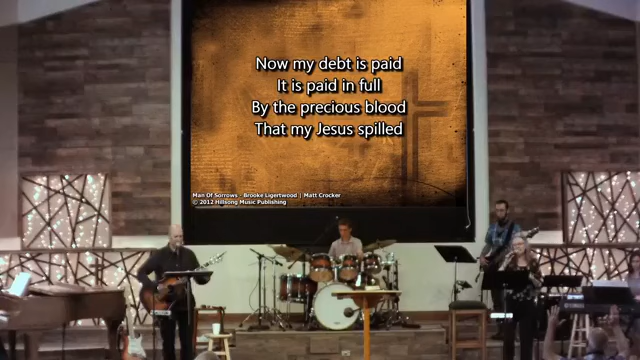 Now my debt is paid
It is paid in full
By the precious blood
That my Jesus spilled
Man Of Sorrows - Brooke Ligertwood | Matt Crocker
© 2012 Hillsong Music Publishing